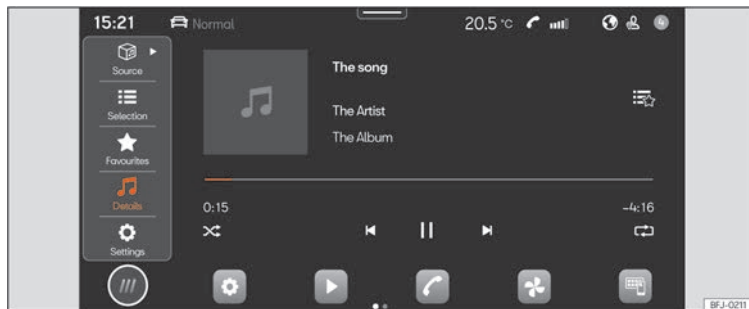 15:21 Normal 20.5 °C 4
Source
Selection
Favourites
Details
Settings
The song
The Artist
The Album
0:15 -4:16
BFJ-0211